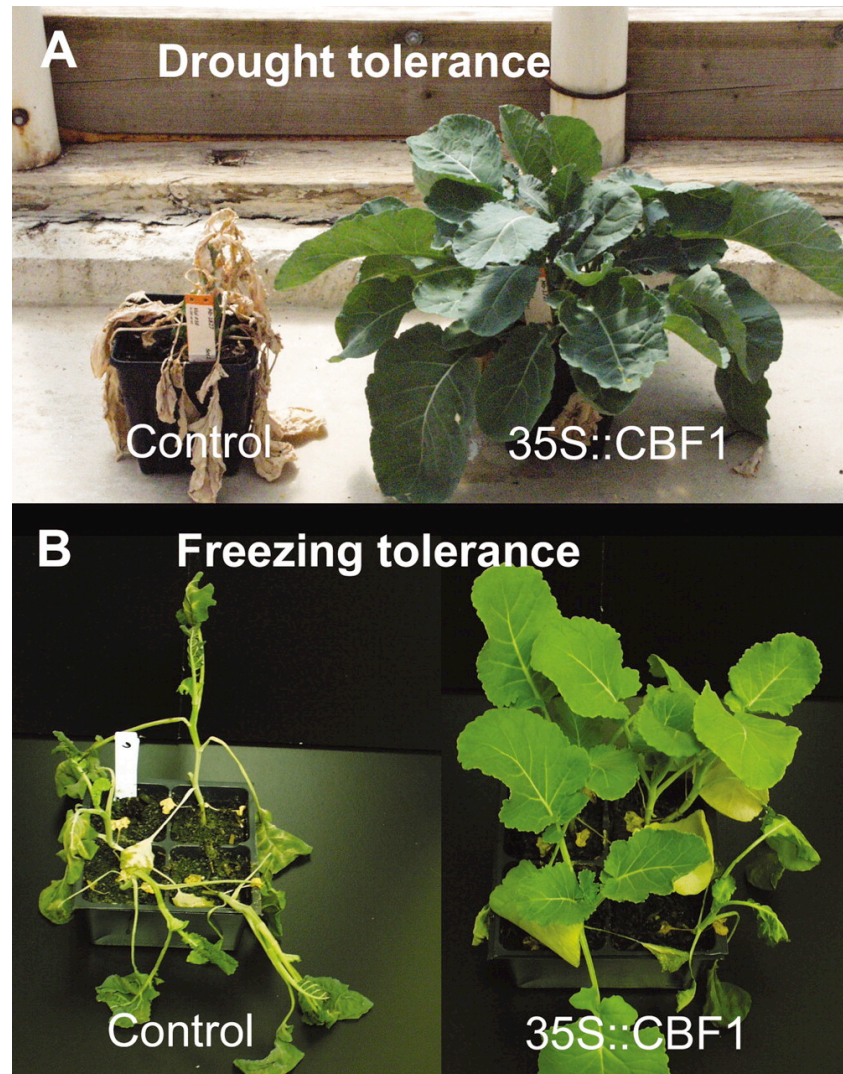 A
Drought tolerance
Control
35S::CBF1
B
Freezing tolerance
Control
35S::CBF1